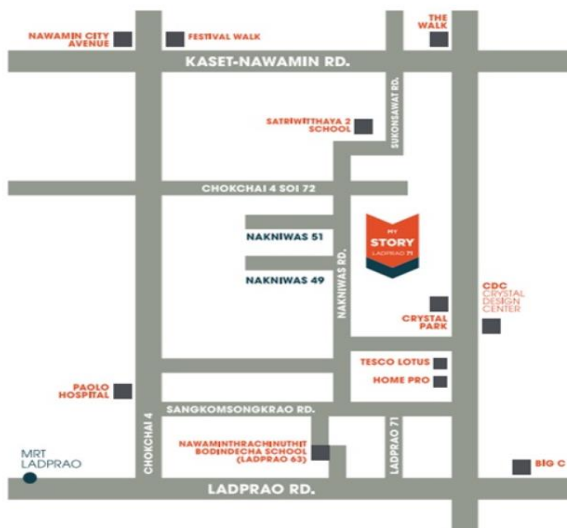 NAWAMIN CITY
AVENUE
FESTIVAL WALK
THE
WALK
KASET-NAWAMIN RD.
SUKONSAWAT RD.
SATRIWITTHAYA 2
SCHOOL
CHOKCHAI 4 SOI 72
NAKNIWAS 51
NAKNIWAS 49
NAKNIWAS RD.
MY
STORY
LADPRAO 71
CRYSTAL
PARK
CDC
CRYSTAL
DESIGN
CENTER
TESCO LOTUS
HOME PRO
PAOLO
HOSPITAL
SANGKOMSONGKRAO RD.
CHOKCHAI 4
NAWAMINTHRACHINUTHIT
BODINDECHA SCHOOL
(LADPRAO 63)
LADPRAO 71
MRT
LADPRAO
BIG C
LADPRAO RD.